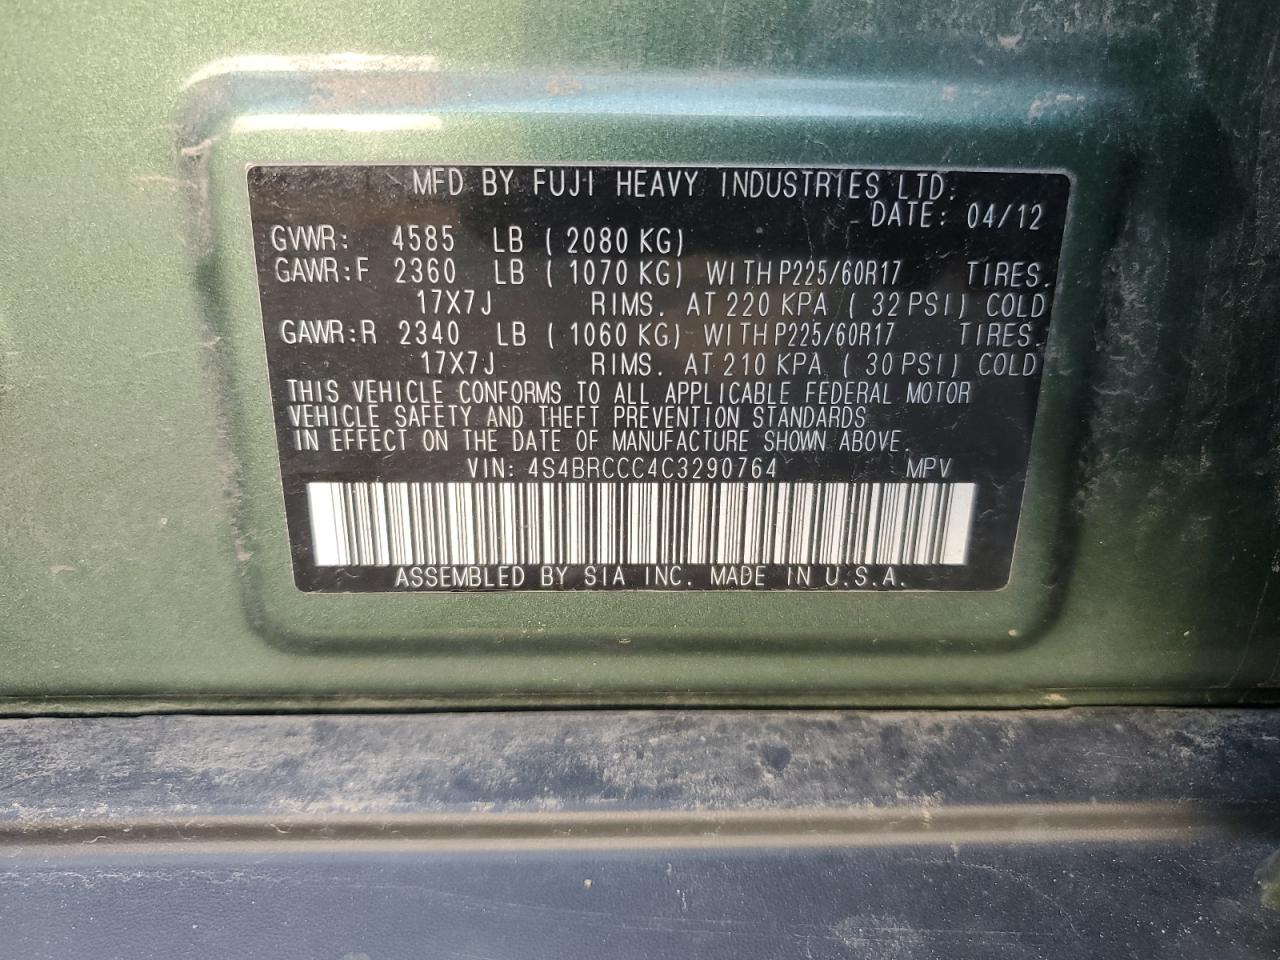 MFD BY FUJI HEAVY INDUSTRIES LTD.
DATE: 04/12
GVWR: 4585 LB (2080 KG)
GAWR:F 2360 LB (1070 KG) WITH P225/60R17 TIRES.
17X7J RIMS. AT 220 KPA (32 PSI) COLD
GAWR:R 2340 LB (1060 KG) WITH P225/60R17 TIRES.
17X7J RIMS. AT 210 KPA (30 PSI) COLD
THIS VEHICLE CONFORMS TO ALL APPLICABLE FEDERAL MOTOR
VEHICLE SAFETY AND THEFT PREVENTION STANDARDS
IN EFFECT ON THE DATE OF MANUFACTURE SHOWN ABOVE.
VIN: 4S4BRCCC4C3290764 MPV
ASSEMBLED BY SIA INC. MADE IN U.S.A.